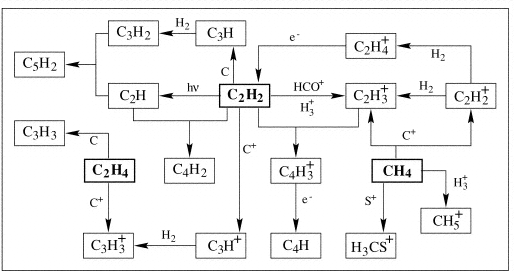 C₃H₂ H₂ C₃H e⁻ C₂H₄⁺ H₂
C₅H₂ C
C₂H hν C₂H₂ HCO⁺ H₃⁺ C₂H₃⁺ H₂ C₂H₂⁺
C₃H₃ C C⁺ C⁺
C₂H₄ C₄H₂ C₄H₃⁺ CH₄ H₃⁺
C⁺ e⁻ S⁺ CH₅⁺
C₃H₃⁺ H₂ C₃H⁺ C₄H H₃CS⁺